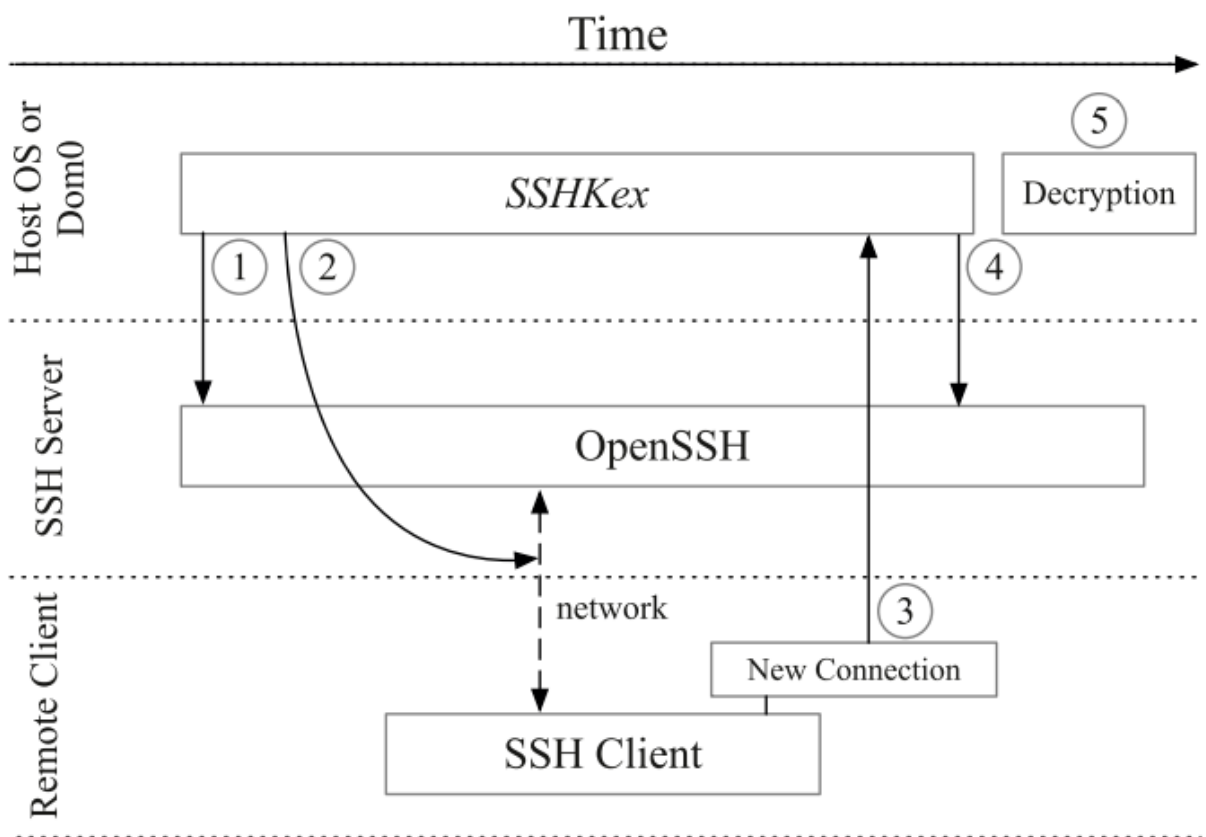 Time
Host OS or
Dom0
5
SSHKex
Decryption
1
2
4
SSH Server
OpenSSH
Remote Client
network
3
New Connection
SSH Client